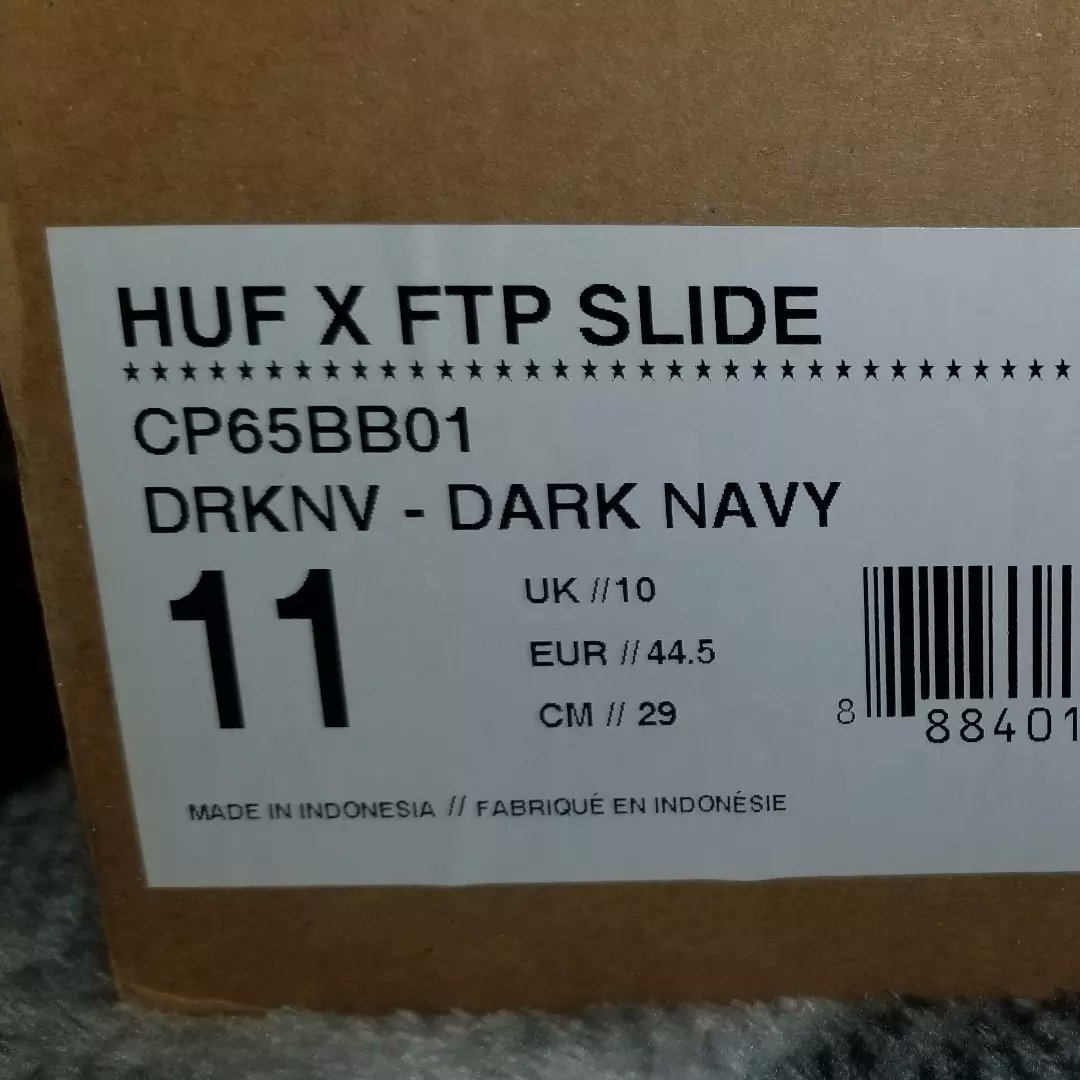 HUF X FTP SLIDE
★★★★★★★★★★★★★★★★★★★★★★★★★★★★★★★★★
CP65BB01
DRKNV - DARK NAVY
11
UK //10
EUR // 44.5
CM // 29
8 88401
MADE IN INDONESIA // FABRIQUÉ EN INDONÉSIE